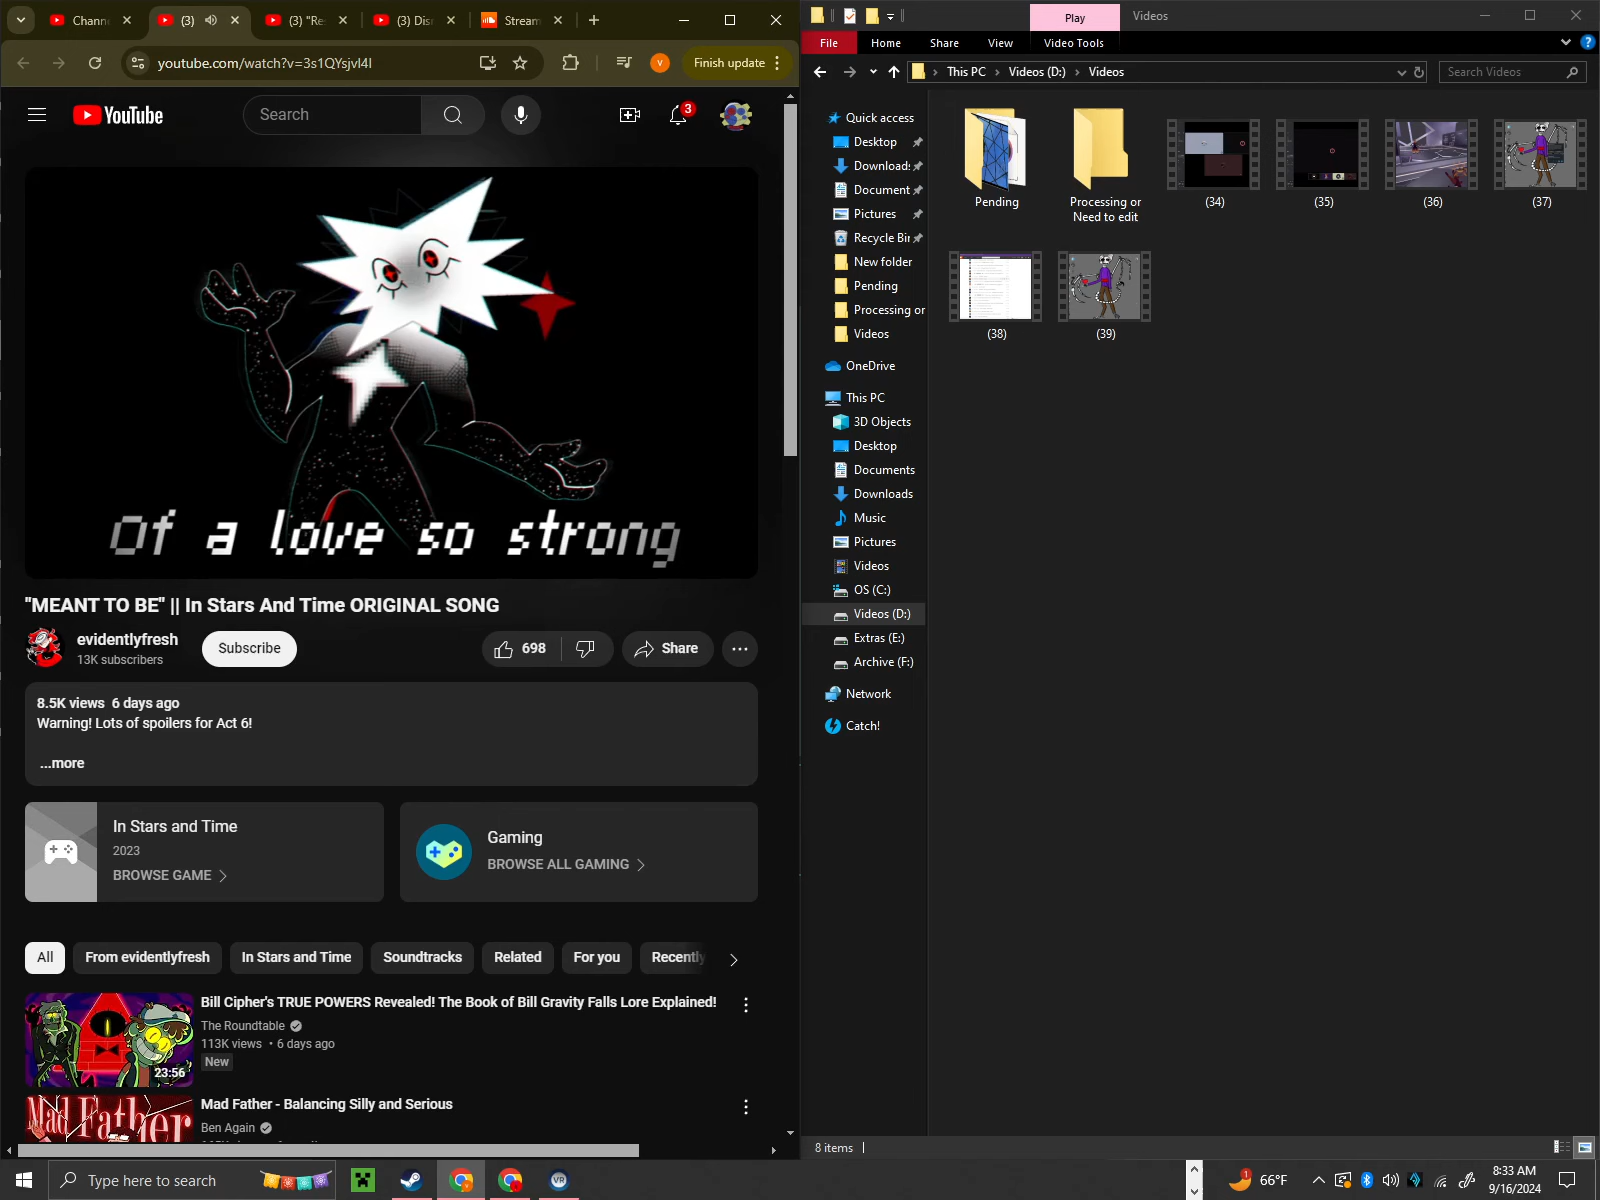 Chann
(3)
(3) "Re
(3) Dis
Stream
youtube.com/watch?v=3s1QYsjvl4I
V
Finish update
YouTube
Search
3
Of a love so strong
"MEANT TO BE" || In Stars And Time ORIGINAL SONG
evidentlyfresh
13K subscribers
Subscribe
698
Share
8.5K views 6 days ago
Warning! Lots of spoilers for Act 6!
...more
In Stars and Time
2023
BROWSE GAME
Gaming
BROWSE ALL GAMING
All
From evidentlyfresh
In Stars and Time
Soundtracks
Related
For you
Recently
Bill Cipher's TRUE POWERS Revealed! The Book of Bill Gravity Falls Lore Explained!
The Roundtable
113K views • 6 days ago
New
23:56
Mad Father
Mad Father - Balancing Silly and Serious
Ben Again
Play
Videos
File
Home
Share
View
Video Tools
This PC
Videos (D:)
Videos
Search Videos
Quick access
Desktop
Downloads
Document
Pictures
Recycle Bin
New folder
Pending
Processing or
Videos
OneDrive
This PC
3D Objects
Desktop
Documents
Downloads
Music
Pictures
Videos
OS (C:)
Videos (D:)
Extras (E:)
Archive (F:)
Network
Catch!
Pending
Processing or
Need to edit
(34)
(35)
(36)
(37)
(38)
(39)
8 items
Type here to search
VR
1
66°F
8:33 AM
9/16/2024